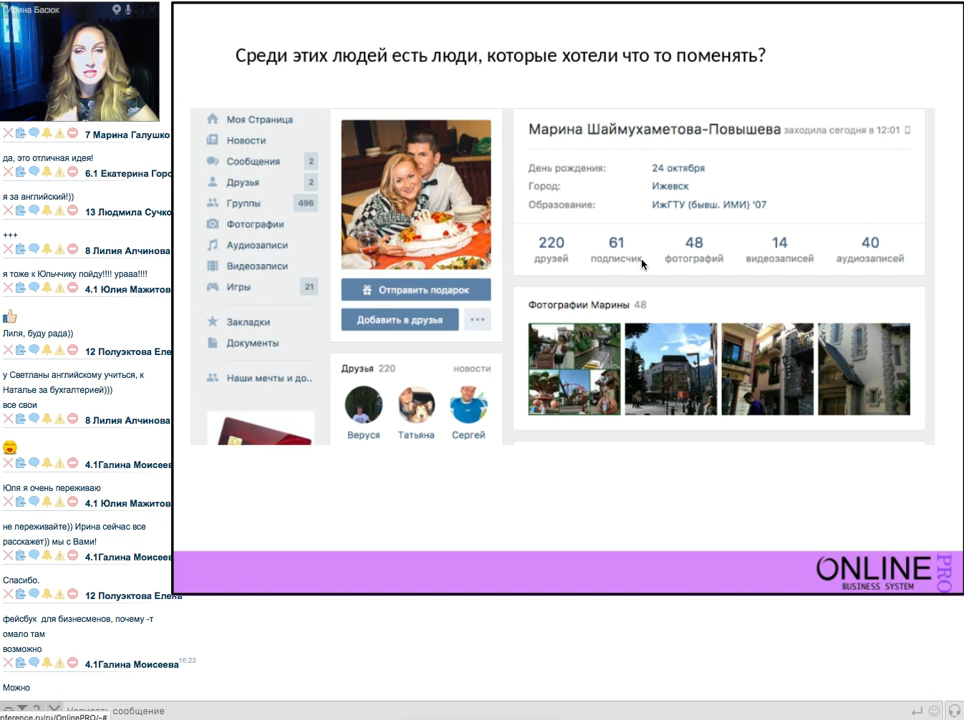 Ирина Басюк
7 Марина Галушко
да, это отличная идея!
6.1 Екатерина Горо
я за английский!))
13 Людмила Сучко
+++
8 Лилия Алчинова
я тоже к Юльчику пойду!!!! урааа!!!!
4.1 Юлия Мажитов
Лиля, буду рада))
12 Полуэктова Еле
у Светланы английскому учиться, к
Наталье за бухгалтерией)))
все свои
8 Лилия Алчинова
4.1Галина Моисеев
Юля я очень переживаю
4.1 Юлия Мажитов
не переживайте)) Ирина сейчас все
расскажет)) мы с Вами!
4.1Галина Моисеев
Спасибо.
12 Полуэктова Елена
фейсбук для бизнесменов, почему -т
омало там
возможно
4.1Галина Моисеева 16:23
Можно
Написать сообщение
nference.ru/ru/OnlinePRO/-#
Среди этих людей есть люди, которые хотели что то поменять?
Моя Страница
Новости
Сообщения 2
Друзья 2
Группы 496
Фотографии
Аудиозаписи
Видеозаписи
Игры 21
Закладки
Документы
Наши мечты и до..
Отправить подарок
Добавить в друзья
Друзья 220 новости
Веруся Татьяна Сергей
Марина Шаймухаметова-Повышева заходила сегодня в 12:01
День рождения: 24 октября
Город: Ижевск
Образование: ИжГТУ (бывш. ИМИ) '07
220 61 48 14 40
друзей подписчик фотографий видеозаписей аудиозаписей
Фотографии Марины 48
ONLINE PRO
BUSINESS SYSTEM